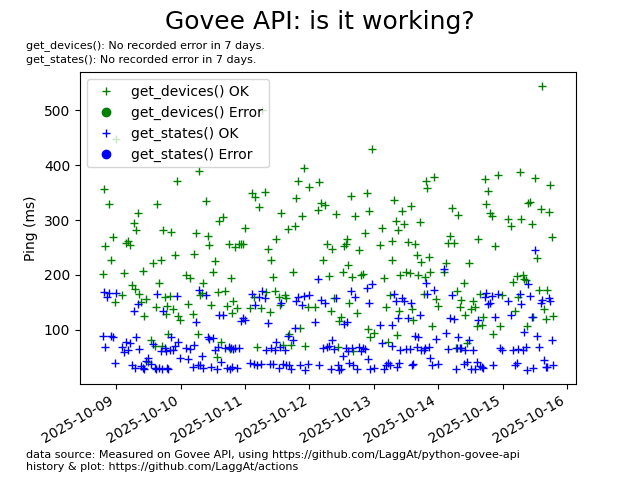 Govee API: is it working?
get_devices(): No recorded error in 7 days.
get_states(): No recorded error in 7 days.
get_devices() OK
get_devices() Error
get_states() OK
get_states() Error
Ping (ms)
500
400
300
200
100
2025-10-09
2025-10-10
2025-10-11
2025-10-12
2025-10-13
2025-10-14
2025-10-15
2025-10-16
data source: Measured on Govee API, using https://github.com/LaggAt/python-govee-api
history & plot: https://github.com/LaggAt/actions